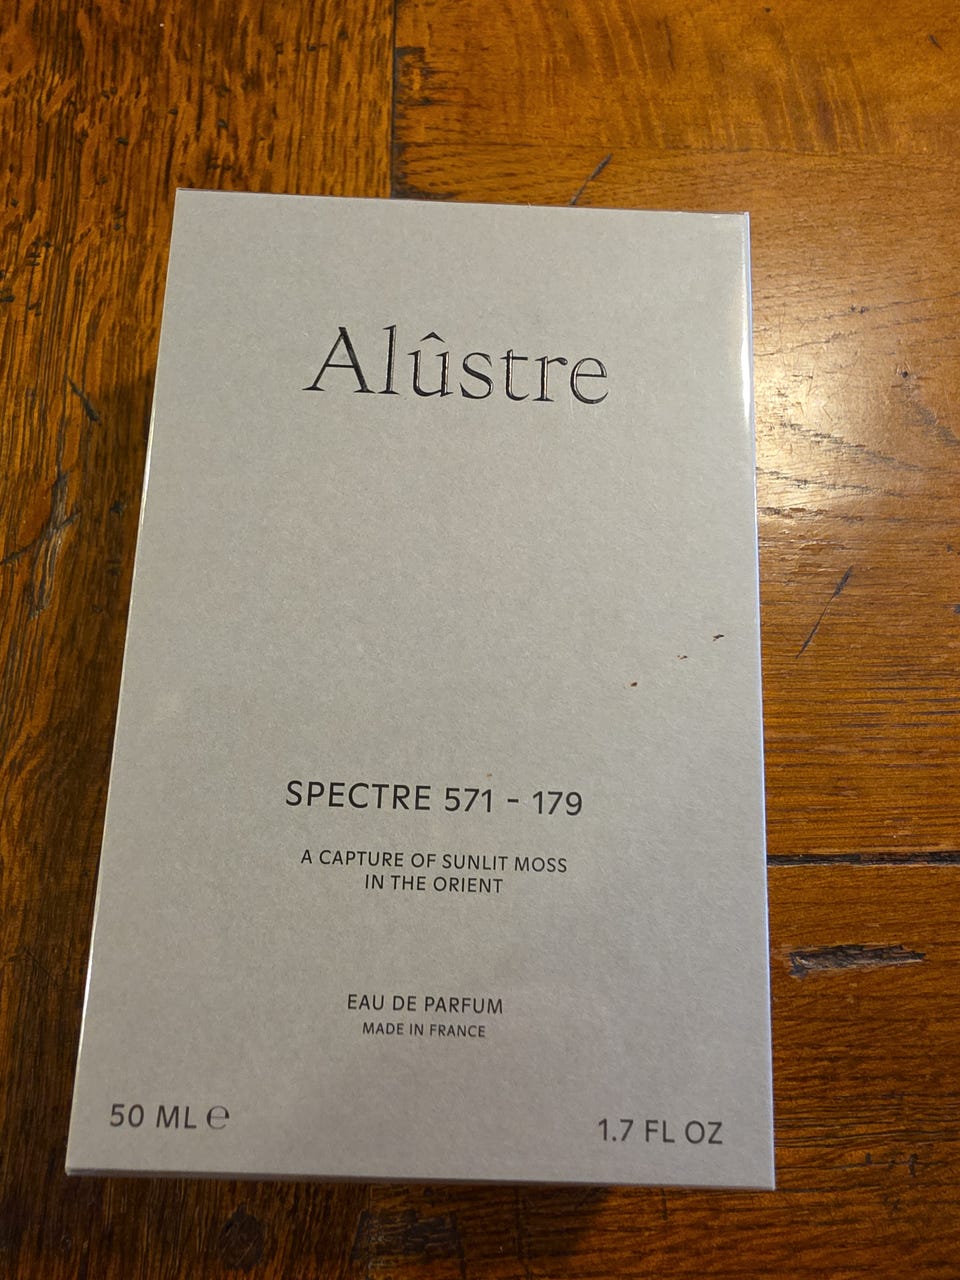 Alûstre
SPECTRE 571 - 179
A CAPTURE OF SUNLIT MOSS
IN THE ORIENT
EAU DE PARFUM
MADE IN FRANCE
50 ML ℮
1.7 FL OZ